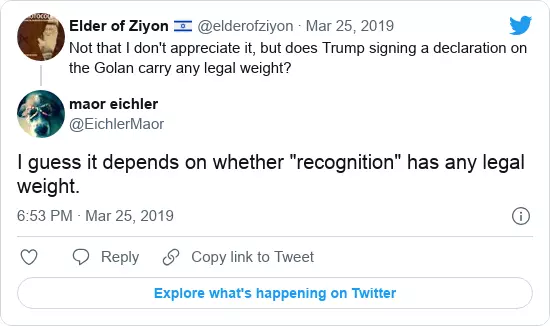 Elder of Ziyon 🇮🇱 @elderofziyon · Mar 25, 2019
Not that I don't appreciate it, but does Trump signing a declaration on
the Golan carry any legal weight?
maor eichler
@EichlerMaor
I guess it depends on whether "recognition" has any legal
weight.
6:53 PM · Mar 25, 2019
Reply
Copy link to Tweet
Explore what's happening on Twitter